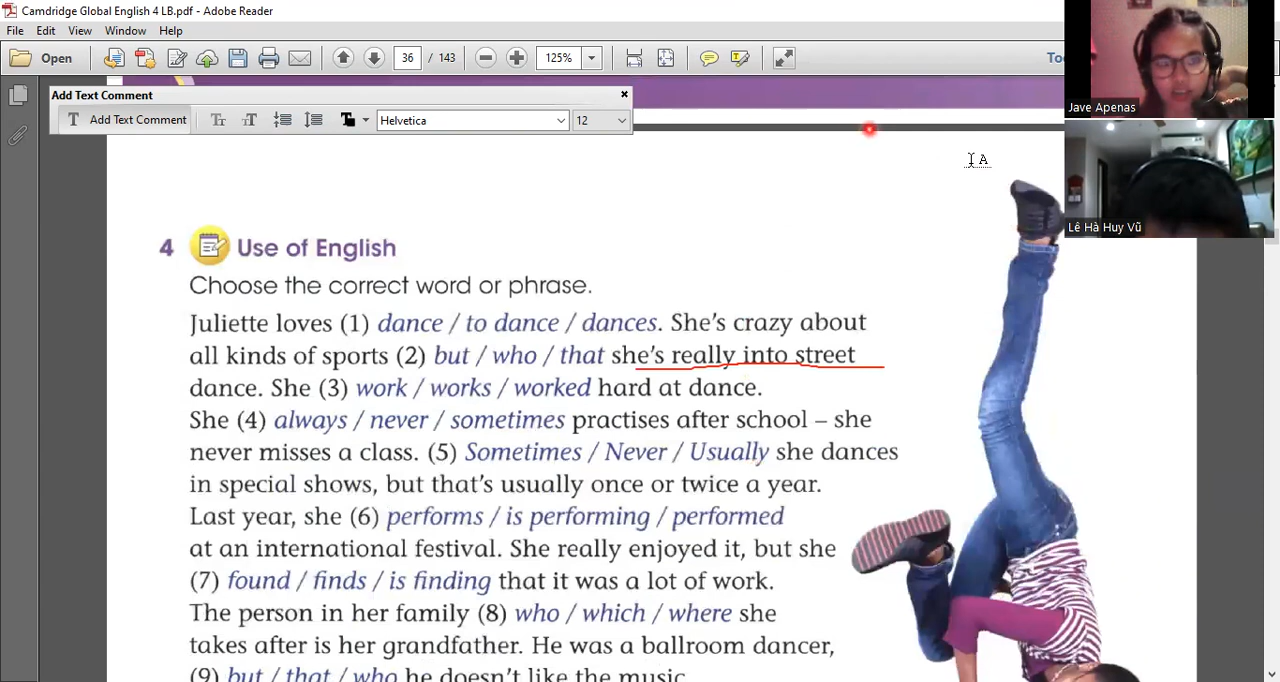 Camdridge Global English 4 LB.pdf - Adobe Reader
File Edit View Window Help
Open 36 / 143 125%
Add Text Comment
T Add Text Comment Helvetica 12
Jave Apenas
Lê Hà Huy Vũ
4 Use of English
Choose the correct word or phrase.
Juliette loves (1) dance / to dance / dances. She's crazy about
all kinds of sports (2) but / who / that she's really into street
dance. She (3) work / works / worked hard at dance.
She (4) always / never / sometimes practises after school – she
never misses a class. (5) Sometimes / Never / Usually she dances
in special shows, but that's usually once or twice a year.
Last year, she (6) performs / is performing / performed
at an international festival. She really enjoyed it, but she
(7) found / finds / is finding that it was a lot of work.
The person in her family (8) who / which / where she
takes after is her grandfather. He was a ballroom dancer,
(9) but / that / who he doesn't like the music